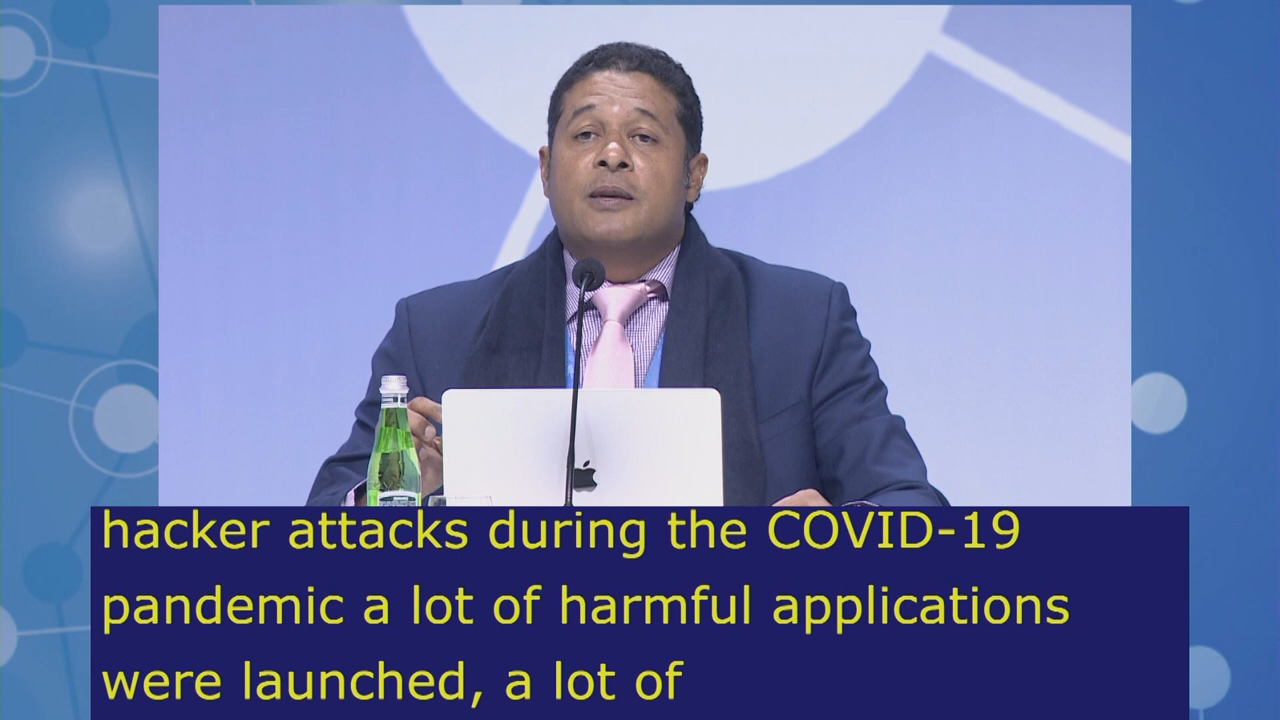 hacker attacks during the COVID-19
pandemic a lot of harmful applications
were launched, a lot of